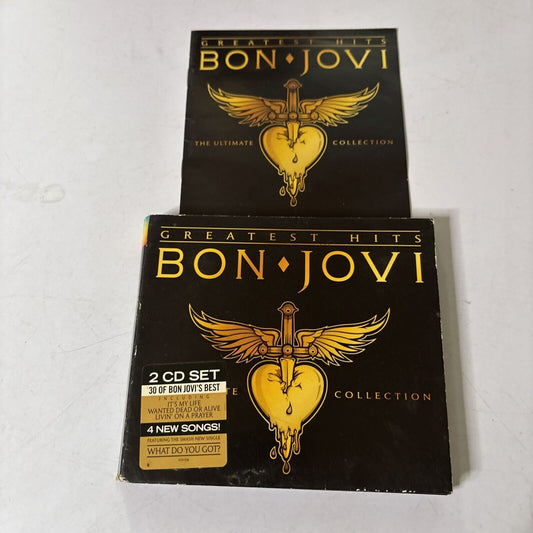 GREATEST HITS
BON♦JOVI
THE ULTIMATE COLLECTION
GREATEST HITS
BON♦JOVI
COLLECTION
2 CD SET
30 OF BON JOVI'S BEST
INCLUDING
IT'S MY LIFE
WANTED DEAD OR ALIVE
LIVIN' ON A PRAYER
4 NEW SONGS!
FEATURING THE SMASH NEW SINGLE
WHAT DO YOU GOT?